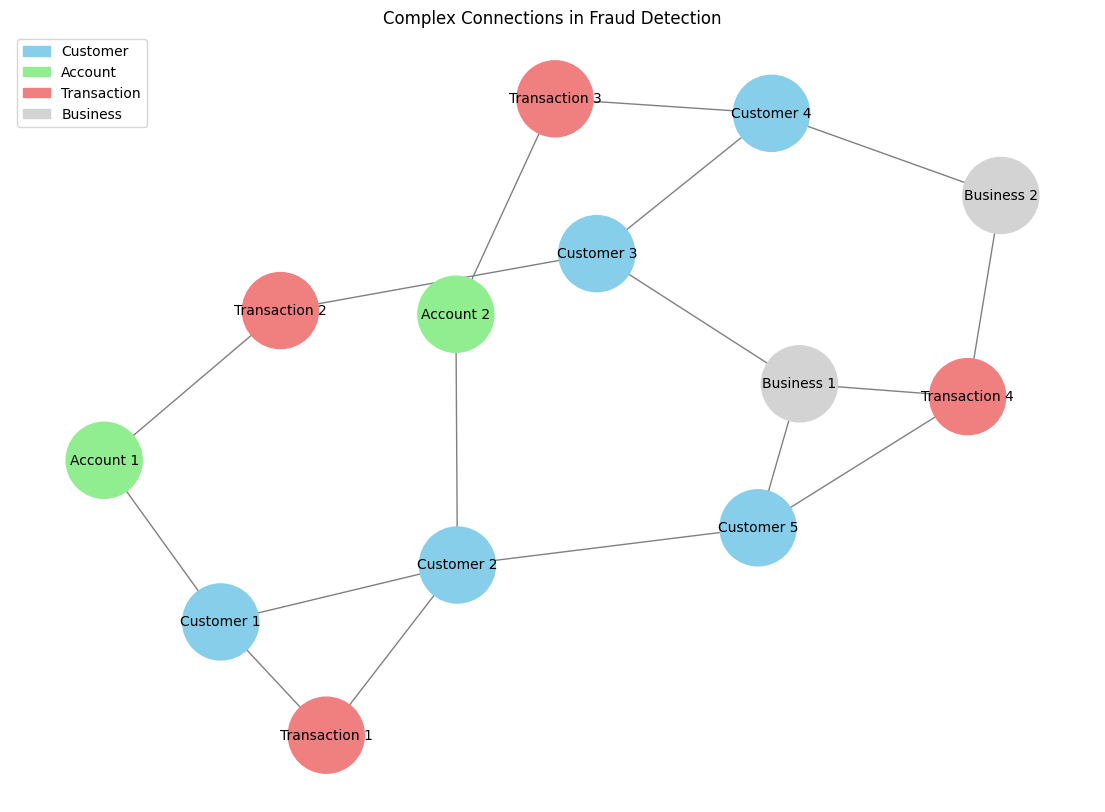 Complex Connections in Fraud Detection
Customer
Account
Transaction
Business
Transaction 3
Customer 4
Business 2
Customer 3
Transaction 2
Account 2
Business 1
Transaction 4
Account 1
Customer 5
Customer 2
Customer 1
Transaction 1